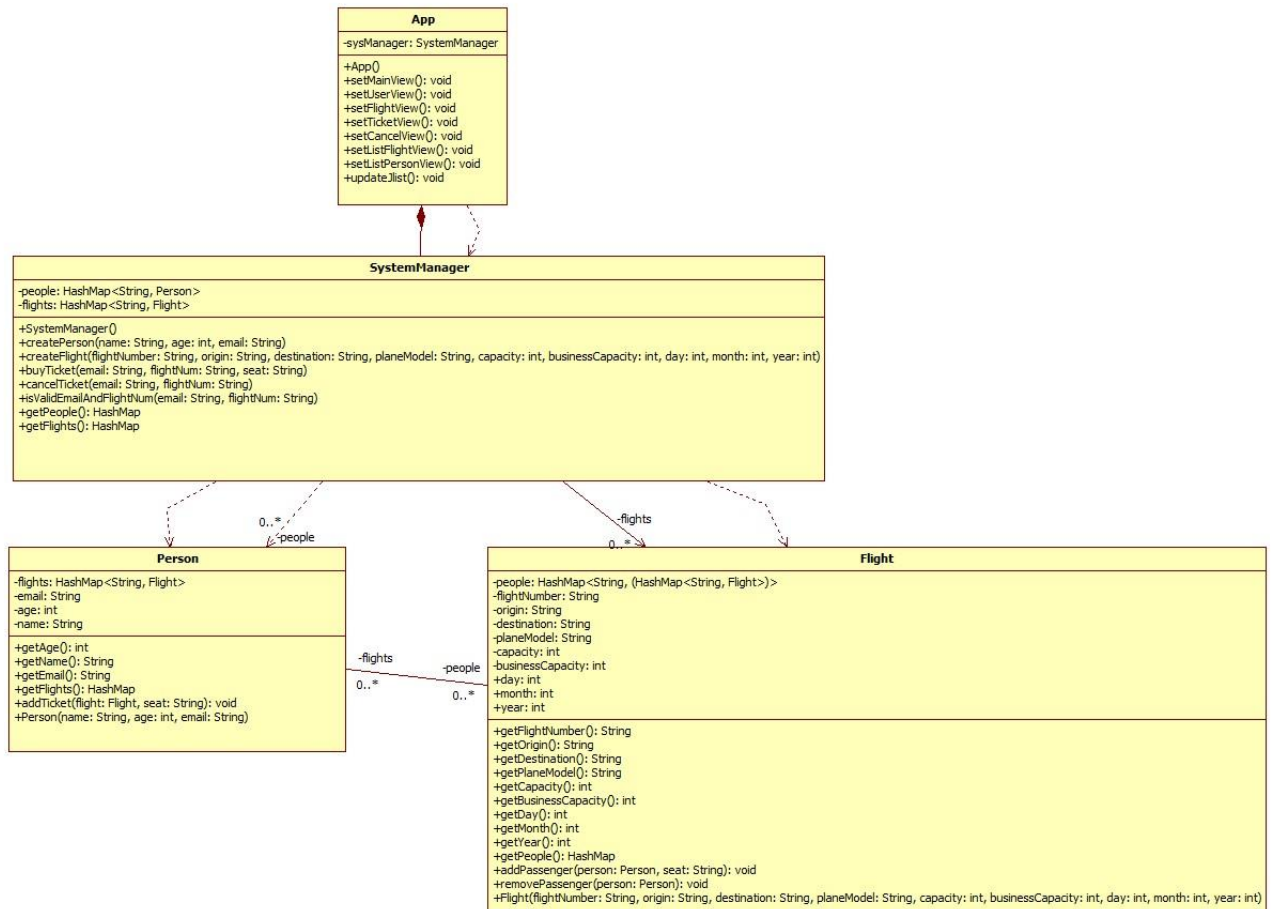 App
-sysManager: SystemManager
+App()
+setMainView(): void
+setUserView(): void
+setFlightView(): void
+setTicketView(): void
+setCancelView(): void
+setListFlightView(): void
+setListPersonView(): void
+updateJlist(): void
SystemManager
-people: HashMap<String, Person>
-flights: HashMap<String, Flight>
+SystemManager()
+createPerson(name: String, age: int, email: String)
+createFlight(flightNumber: String, origin: String, destination: String, planeModel: String, capacity: int, businessCapacity: int, day: int, month: int, year: int)
+buyTicket(email: String, flightNum: String, seat: String)
+cancelTicket(email: String, flightNum: String)
+isValidEmailAndFlightNum(email: String, flightNum: String)
+getPeople(): HashMap
+getFlights(): HashMap
0..*
-people
-flights
0..*
Person
-flights: HashMap<String, Flight>
-email: String
-age: int
-name: String
+getAge(): int
+getName(): String
+getEmail(): String
+getFlights(): HashMap
+addTicket(flight: Flight, seat: String): void
+Person(name: String, age: int, email: String)
-flights
0..*
-people
0..*
Flight
-people: HashMap<String, (HashMap<String, Flight>)>
-flightNumber: String
-origin: String
-destination: String
-planeModel: String
-capacity: int
-businessCapacity: int
+day: int
+month: int
+year: int
+getFlightNumber(): String
+getOrigin(): String
+getDestination(): String
+getPlaneModel(): String
+getCapacity(): int
+getBusinessCapacity(): int
+getDay(): int
+getMonth(): int
+getYear(): int
+getPeople(): HashMap
+addPassenger(person: Person, seat: String): void
+removePassenger(person: Person): void
+Flight(flightNumber: String, origin: String, destination: String, planeModel: String, capacity: int, businessCapacity: int, day: int, month: int, year: int)